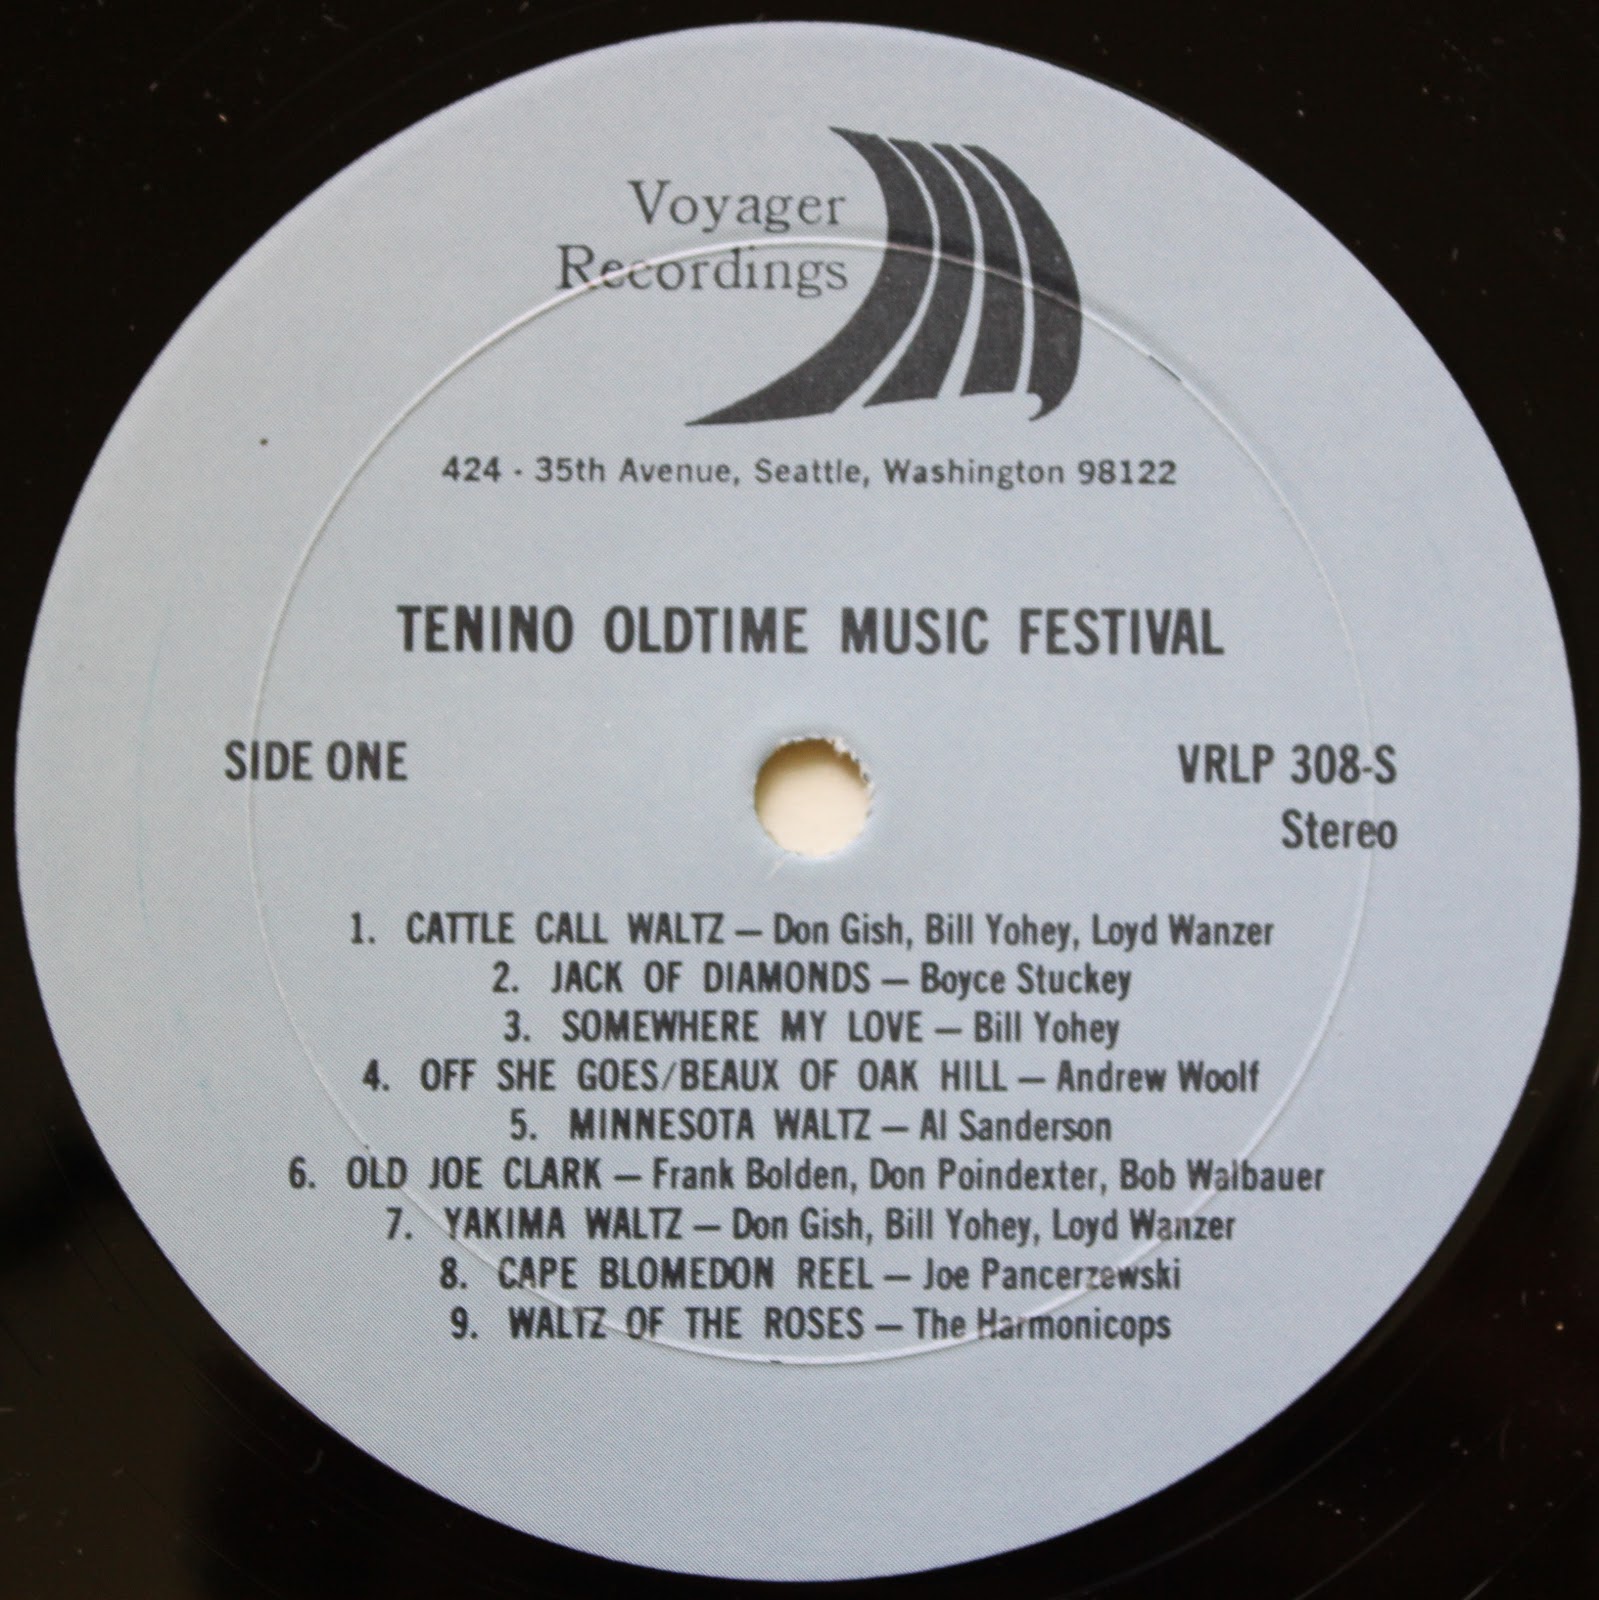 Voyager
Recordings
424 - 35th Avenue, Seattle, Washington 98122
TENINO OLDTIME MUSIC FESTIVAL
SIDE ONE
VRLP 308-S
Stereo
1. CATTLE CALL WALTZ — Don Gish, Bill Yohey, Loyd Wanzer
2. JACK OF DIAMONDS — Boyce Stuckey
3. SOMEWHERE MY LOVE — Bill Yohey
4. OFF SHE GOES/BEAUX OF OAK HILL — Andrew Woolf
5. MINNESOTA WALTZ — Al Sanderson
6. OLD JOE CLARK — Frank Bolden, Don Poindexter, Bob Walbauer
7. YAKIMA WALTZ — Don Gish, Bill Yohey, Loyd Wanzer
8. CAPE BLOMEDON REEL — Joe Pancerzewski
9. WALTZ OF THE ROSES — The Harmonicops